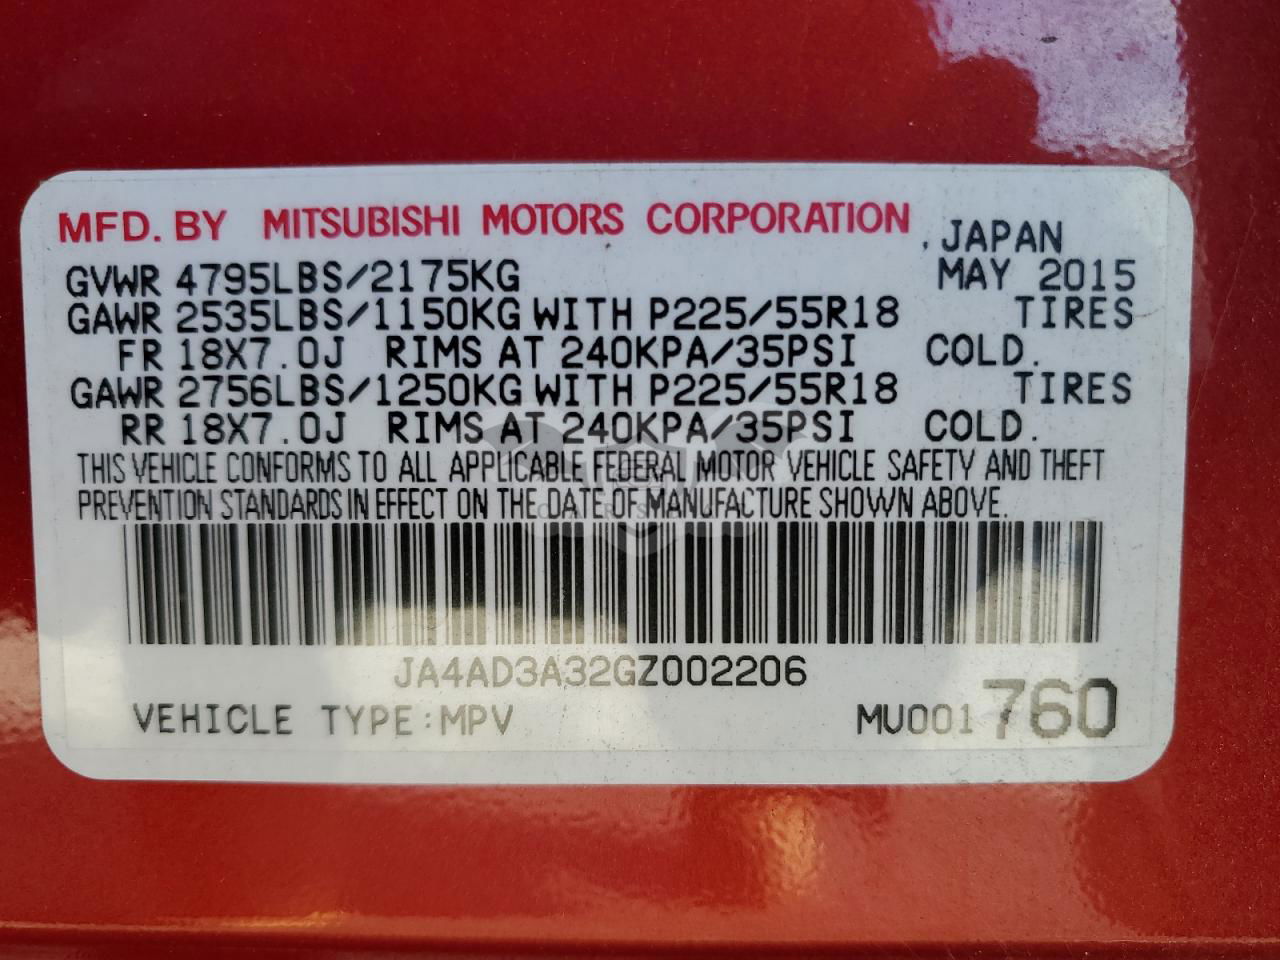 MFD. BY MITSUBISHI MOTORS CORPORATION , JAPAN
GVWR 4795LBS/2175KG MAY 2015
GAWR 2535LBS/1150KG WITH P225/55R18 TIRES
FR 18X7.0J RIMS AT 240KPA/35PSI COLD.
GAWR 2756LBS/1250KG WITH P225/55R18 TIRES
RR 18X7.0J RIMS AT 240KPA/35PSI COLD.
THIS VEHICLE CONFORMS TO ALL APPLICABLE FEDERAL MOTOR VEHICLE SAFETY AND THEFT
PREVENTION STANDARDS IN EFFECT ON THE DATE OF MANUFACTURE SHOWN ABOVE.
JA4AD3A32GZ002206
VEHICLE TYPE:MPV MU001760